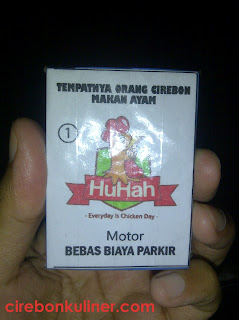 TEMPATNYA ORANG CIREBON
MAKAN AYAM
1
HuHah
- Everyday is Chicken Day -
Motor
BEBAS BIAYA PARKIR
cirebonkuliner.com